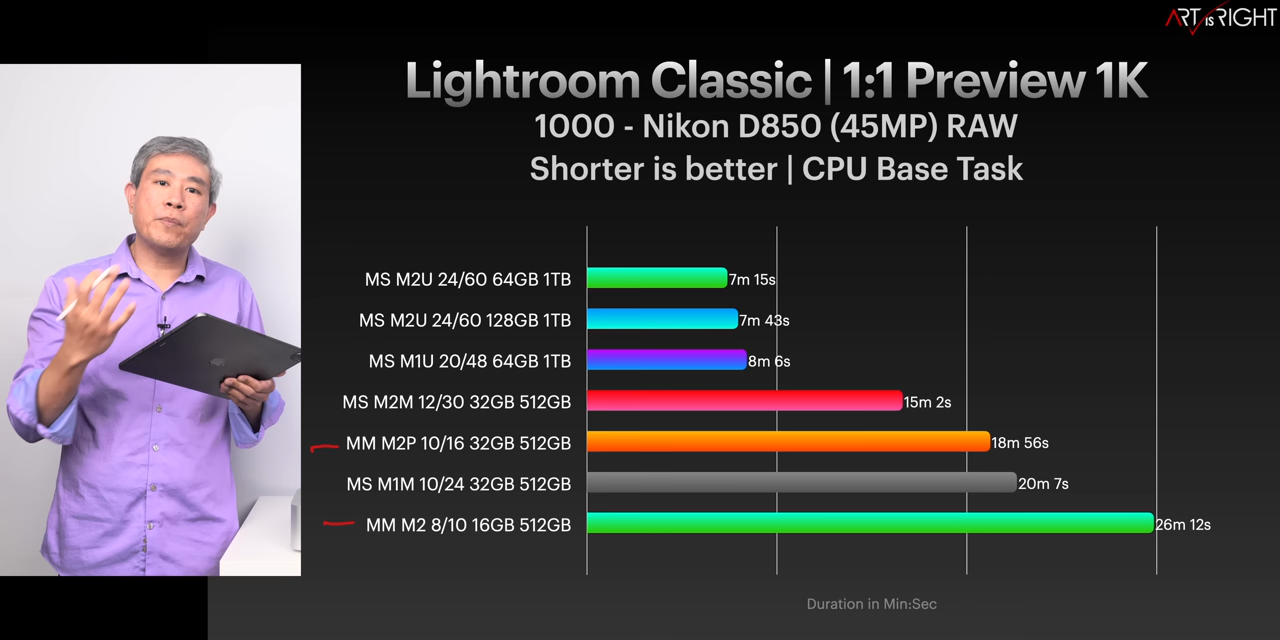 ART IS RIGHT
Lightroom Classic | 1:1 Preview 1K
1000 - Nikon D850 (45MP) RAW
Shorter is better | CPU Base Task
MS M2U 24/60 64GB 1TB 7m 15s
MS M2U 24/60 128GB 1TB 7m 43s
MS M1U 20/48 64GB 1TB 8m 6s
MS M2M 12/30 32GB 512GB 15m 2s
MM M2P 10/16 32GB 512GB 18m 56s
MS M1M 10/24 32GB 512GB 20m 7s
MM M2 8/10 16GB 512GB 26m 12s
Duration in Min:Sec